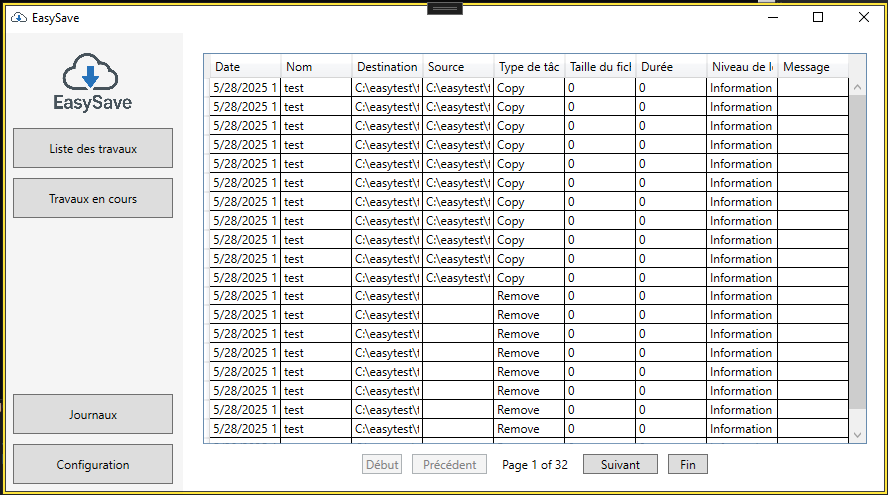 EasySave
EasySave
Liste des travaux
Travaux en cours
Journaux
Configuration
Date Nom Destination Source Type de tâc Taille du fich Durée Niveau de l Message
5/28/2025 1 test C:\easytest\t C:\easytest\t Copy 0 0 Information
5/28/2025 1 test C:\easytest\t C:\easytest\t Copy 0 0 Information
5/28/2025 1 test C:\easytest\t C:\easytest\t Copy 0 0 Information
5/28/2025 1 test C:\easytest\t C:\easytest\t Copy 0 0 Information
5/28/2025 1 test C:\easytest\t C:\easytest\t Copy 0 0 Information
5/28/2025 1 test C:\easytest\t C:\easytest\t Copy 0 0 Information
5/28/2025 1 test C:\easytest\t C:\easytest\t Copy 0 0 Information
5/28/2025 1 test C:\easytest\t C:\easytest\t Copy 0 0 Information
5/28/2025 1 test C:\easytest\t C:\easytest\t Copy 0 0 Information
5/28/2025 1 test C:\easytest\t C:\easytest\t Copy 0 0 Information
5/28/2025 1 test C:\easytest\t C:\easytest\t Copy 0 0 Information
5/28/2025 1 test C:\easytest\t Remove 0 0 Information
5/28/2025 1 test C:\easytest\t Remove 0 0 Information
5/28/2025 1 test C:\easytest\t Remove 0 0 Information
5/28/2025 1 test C:\easytest\t Remove 0 0 Information
5/28/2025 1 test C:\easytest\t Remove 0 0 Information
5/28/2025 1 test C:\easytest\t Remove 0 0 Information
5/28/2025 1 test C:\easytest\t Remove 0 0 Information
5/28/2025 1 test C:\easytest\t Remove 0 0 Information
Début Précédent Page 1 of 32 Suivant Fin